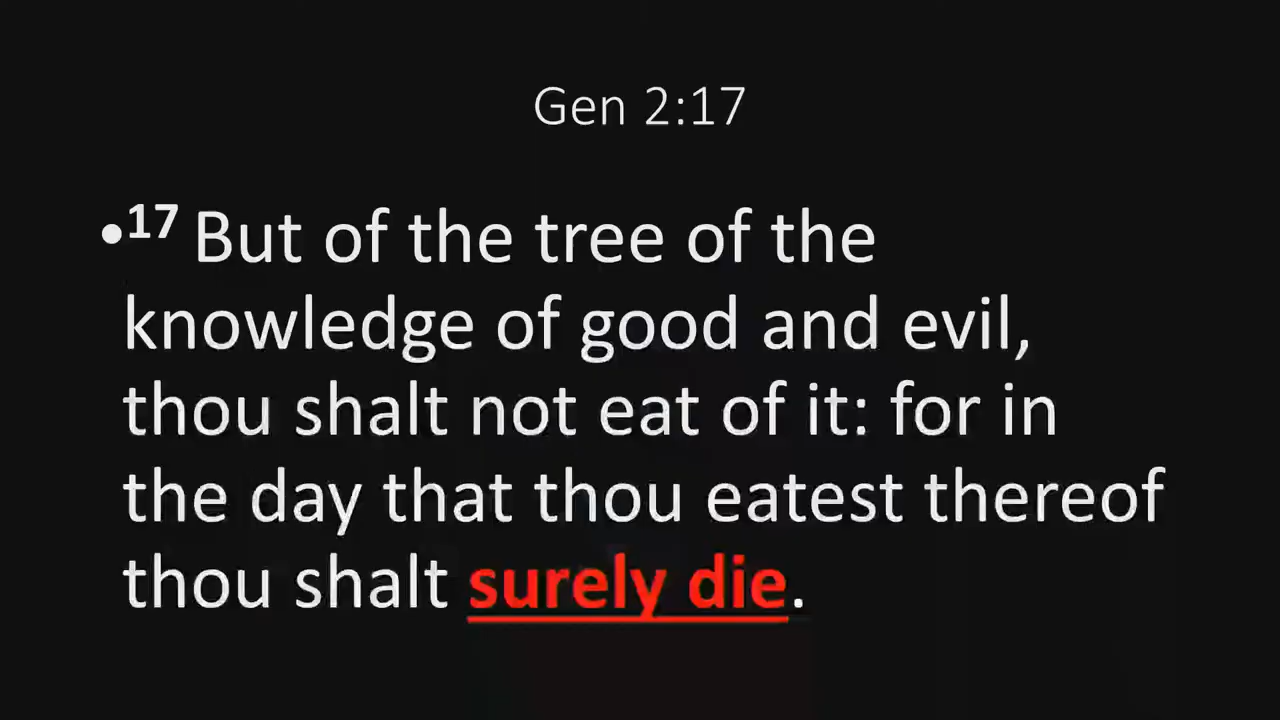 Gen 2:17
•17 But of the tree of the
knowledge of good and evil,
thou shalt not eat of it: for in
the day that thou eatest thereof
thou shalt surely die.